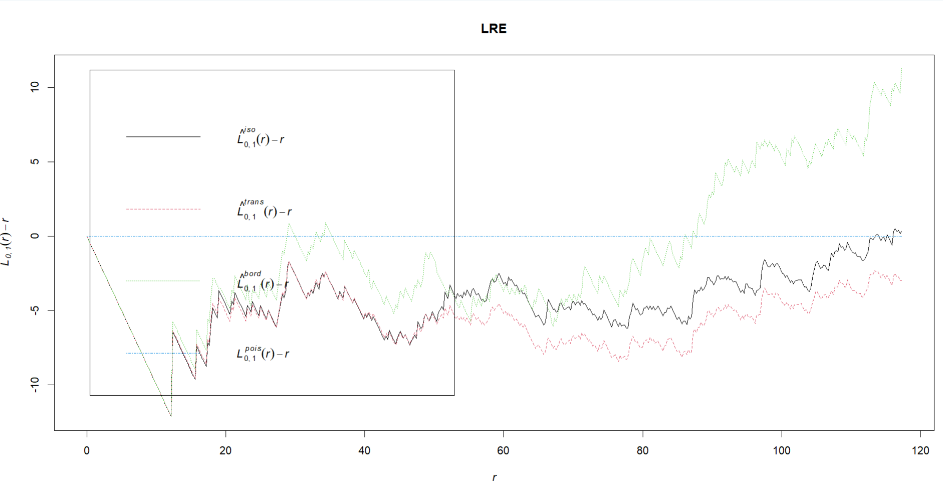 LRE
L̂0,1(r)−r
10
5
0
-5
-10
L̂^iso 0,1(r)−r
L̂^trans 0,1(r)−r
L̂^bord 0,1(r)−r
L^pois 0,1(r)−r
0 20 40 60 80 100 120
r